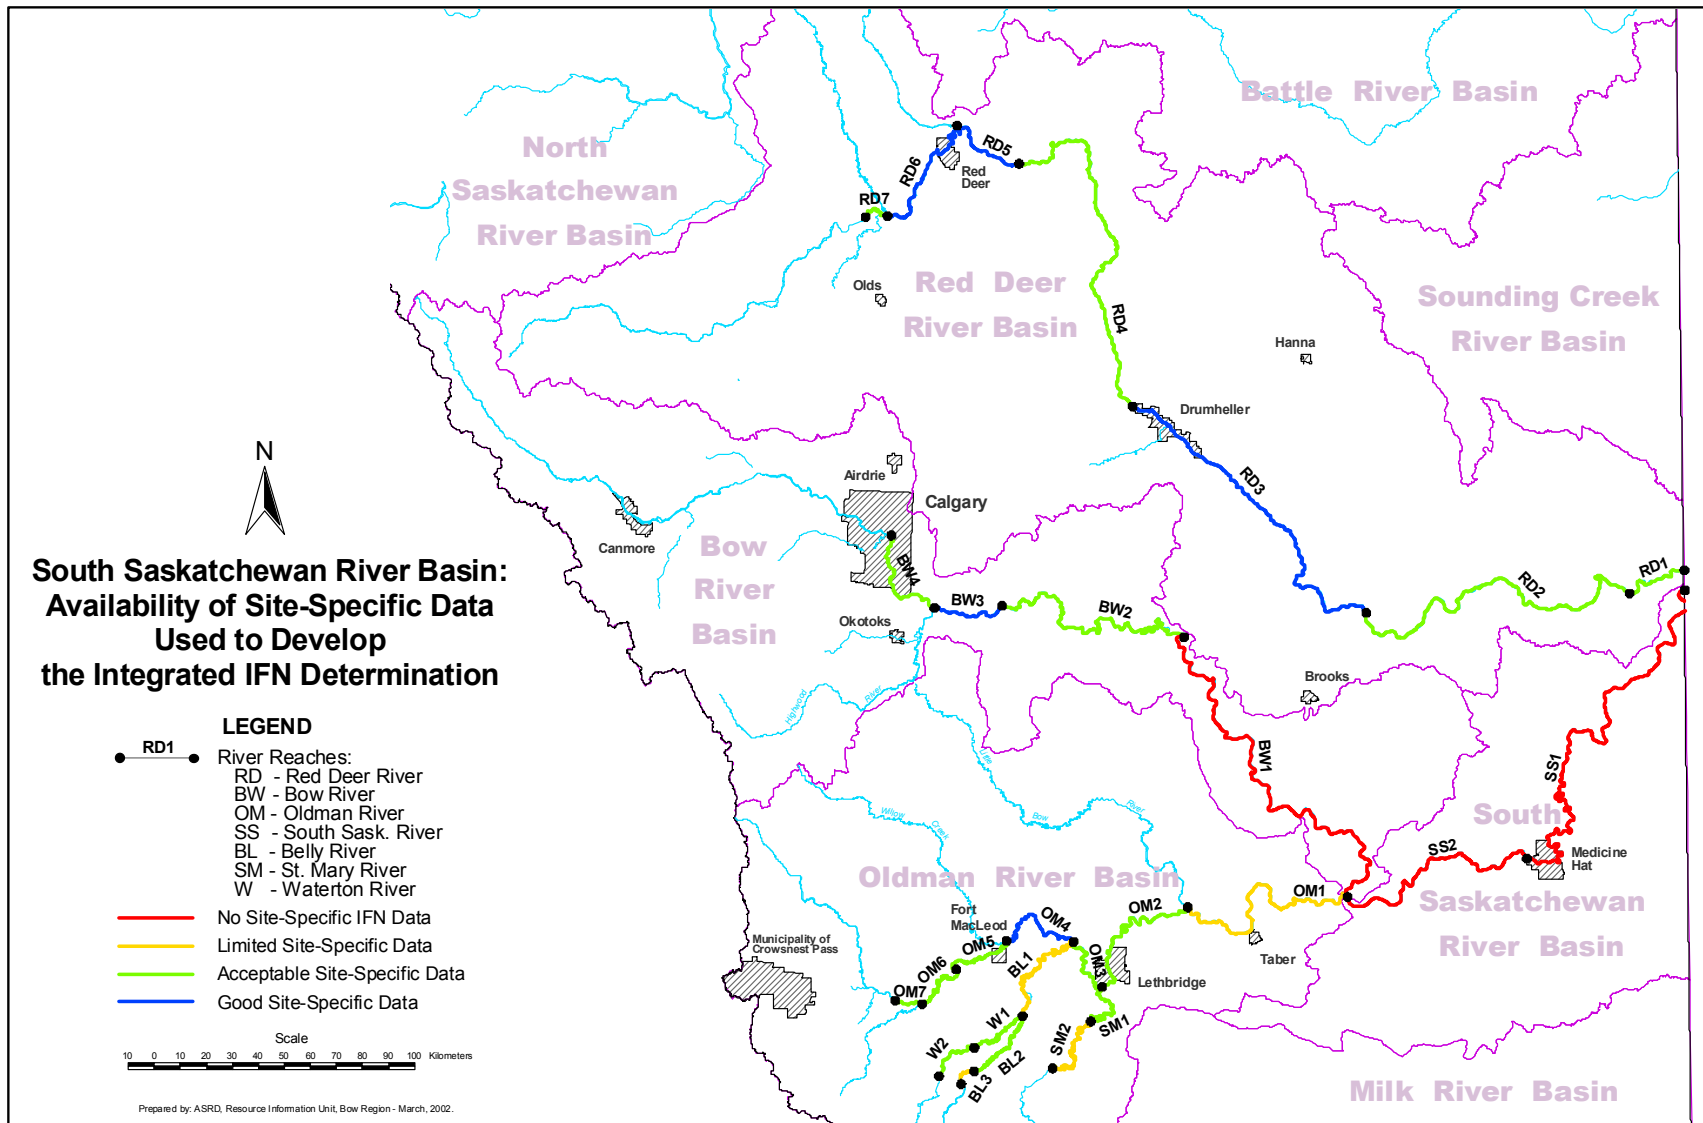 Battle River Basin
North
Saskatchewan
River Basin
RD5
RD6
Red
Deer
RD7
Red Deer
River Basin
Olds
RD4
Sounding Creek
River Basin
Hanna
Drumheller
Airdrie
RD3
Calgary
Canmore
Bow
River
Basin
BW4
BW3
BW2
RD2
RD1
Okotoks
Brooks
Highwood
River
Little
Bow
River
BW1
SS1
Willow
Creek
South
Saskatchewan
River Basin
SS2
Medicine
Hat
Oldman River Basin
OM1
OM2
Fort
MacLeod
OM4
OM5
OM3
OM6
OM7
BL1
Taber
Lethbridge
Municipality of
Crowsnest Pass
W1
SM1
SM2
W2
BL2
BL3
Milk River Basin
N
South Saskatchewan River Basin:
Availability of Site-Specific Data
Used to Develop
the Integrated IFN Determination
LEGEND
RD1
River Reaches:
RD - Red Deer River
BW - Bow River
OM - Oldman River
SS - South Sask. River
BL - Belly River
SM - St. Mary River
W - Waterton River
No Site-Specific IFN Data
Limited Site-Specific Data
Acceptable Site-Specific Data
Good Site-Specific Data
Scale
10 0 10 20 30 40 50 60 70 80 90 100 Kilometers
Prepared by: ASRD, Resource Information Unit, Bow Region - March, 2002.